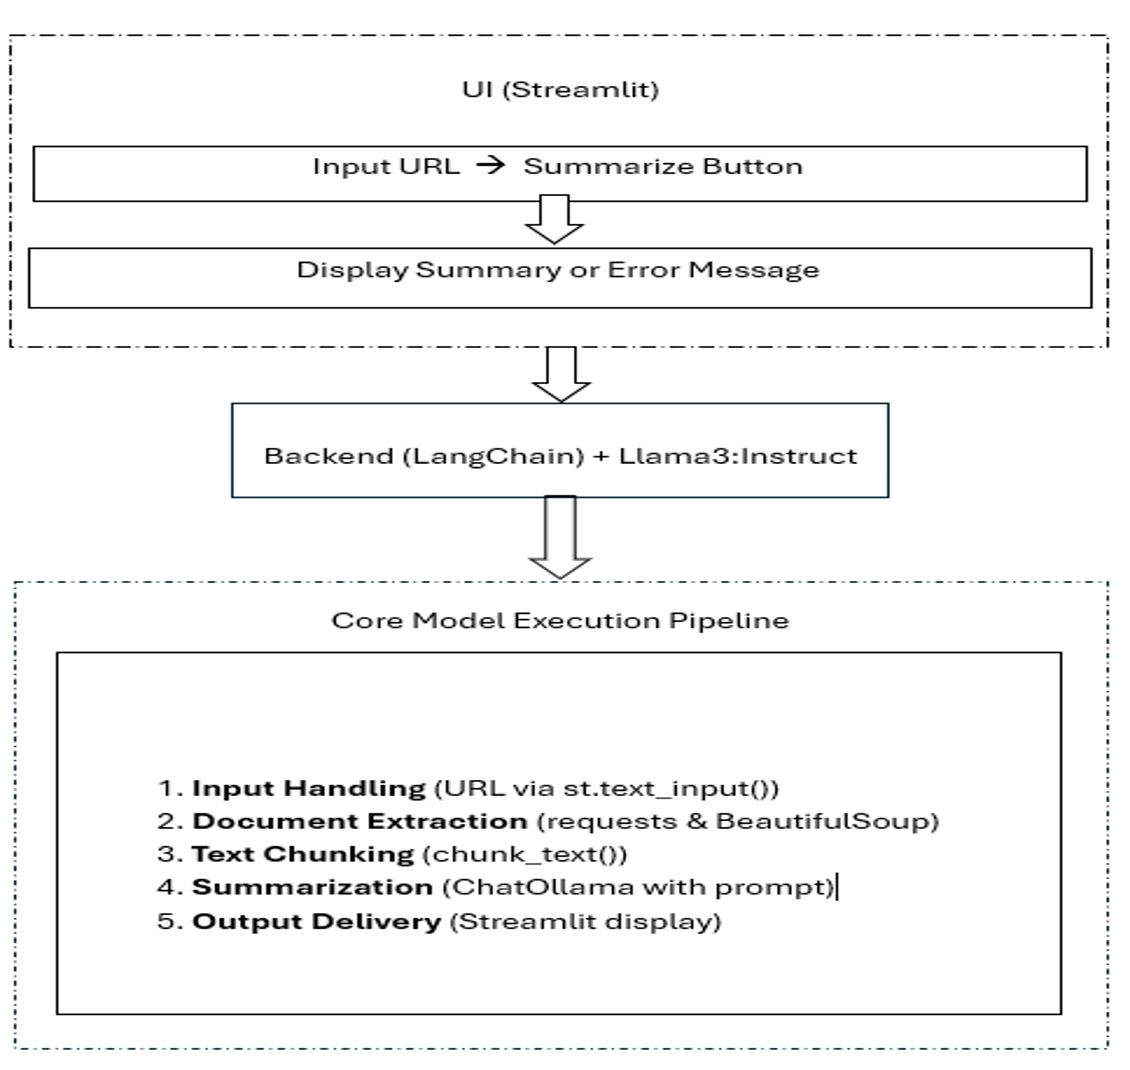 UI (Streamlit)
Input URL → Summarize Button
Display Summary or Error Message
Backend (LangChain) + Llama3:Instruct
Core Model Execution Pipeline
1. Input Handling (URL via st.text_input())
2. Document Extraction (requests & BeautifulSoup)
3. Text Chunking (chunk_text())
4. Summarization (ChatOllama with prompt)
5. Output Delivery (Streamlit display)